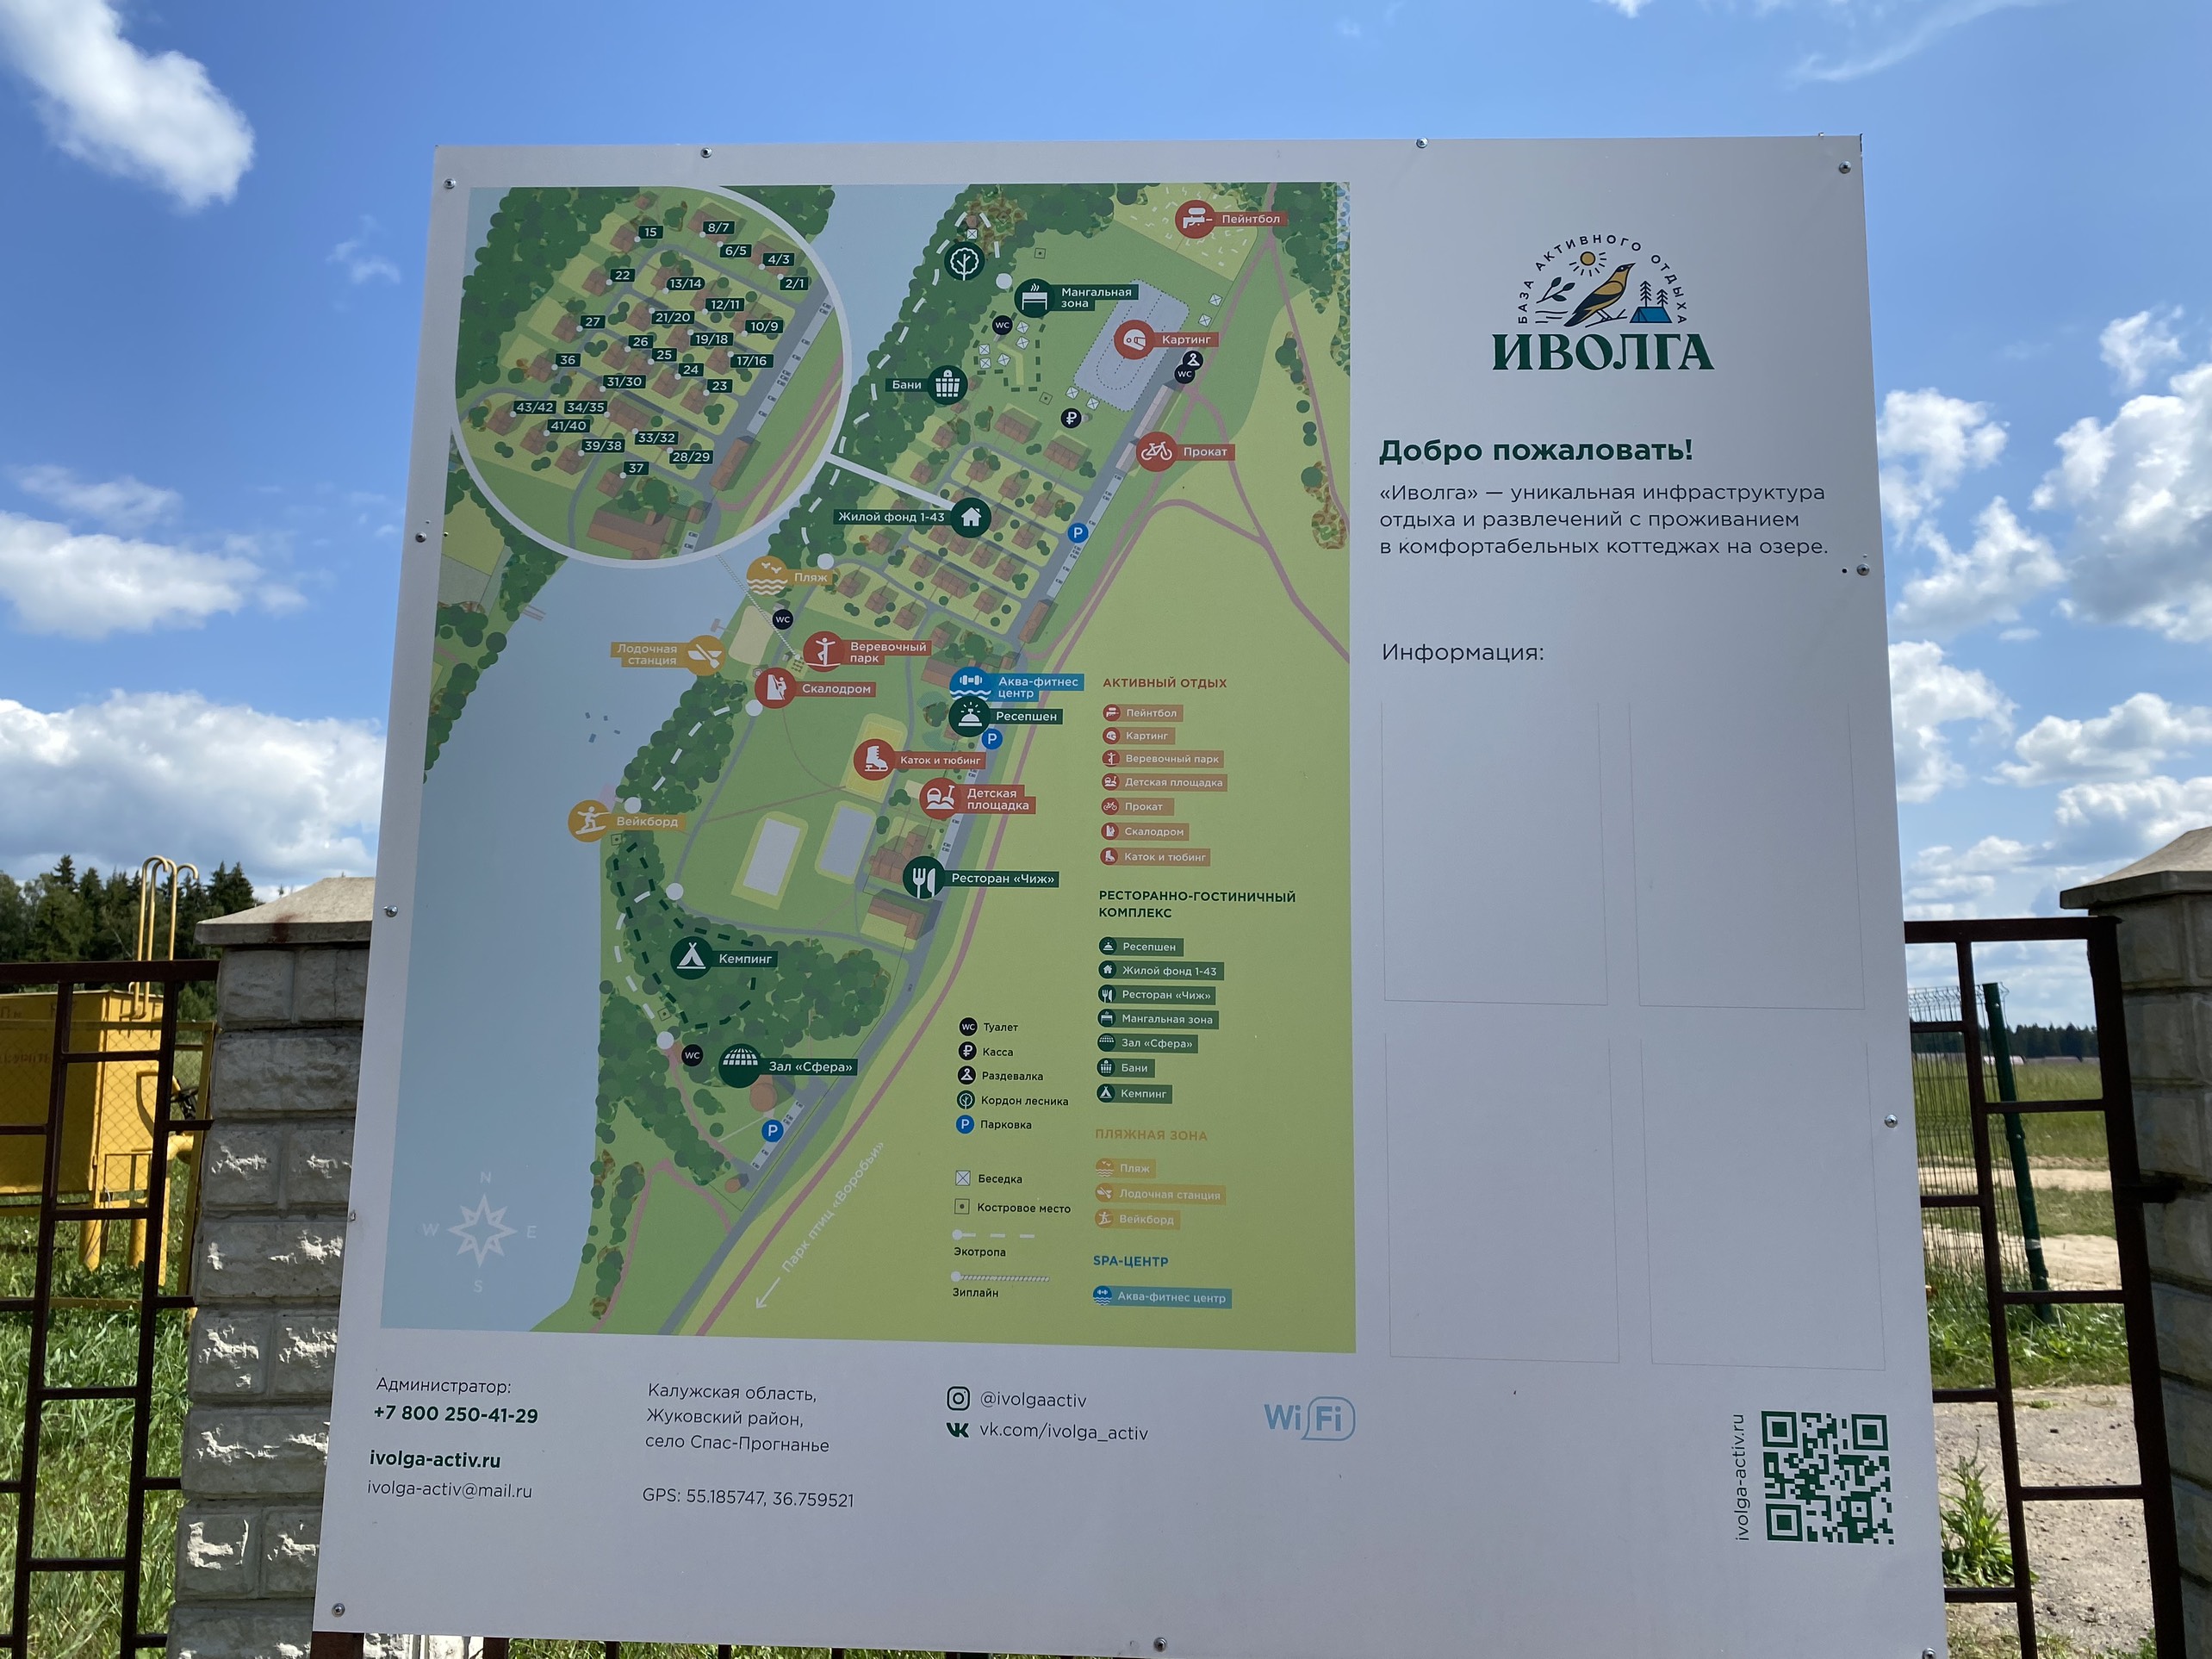 БАЗА АКТИВНОГО ОТДЫХА
ИВОЛГА
Добро пожаловать!
«Иволга» — уникальная инфраструктура
отдыха и развлечений с проживанием
в комфортабельных коттеджах на озере.
Информация:
15
8/7
6/5
4/3
2/1
22
13/14
12/11
27
21/20
10/9
26
19/18
36
25
17/16
31/30
24
23
43/42
34/35
41/40
39/38
33/32
28/29
37
Пейнтбол
Мангальная
зона
WC
Картинг
WC
Бани
Прокат
Жилой фонд 1-43
P
Пляж
WC
Лодочная
станция
Веревочный
парк
Скалодром
Аква-фитнес
центр
Ресепшен
P
Каток и тюбинг
Детская
площадка
Вейкборд
Ресторан «Чиж»
Кемпинг
WC
Зал «Сфера»
P
Парк птиц «Воробьи»
N
W
E
S
WC Туалет
₽ Касса
Раздевалка
Кордон лесника
P Парковка
Беседка
Костровое место
Экотропа
Зиплайн
АКТИВНЫЙ ОТДЫХ
Пейнтбол
Картинг
Веревочный парк
Детская площадка
Прокат
Скалодром
Каток и тюбинг
РЕСТОРАННО-ГОСТИНИЧНЫЙ
КОМПЛЕКС
Ресепшен
Жилой фонд 1-43
Ресторан «Чиж»
Мангальная зона
Зал «Сфера»
Бани
Кемпинг
ПЛЯЖНАЯ ЗОНА
Пляж
Лодочная станция
Вейкборд
SPA-ЦЕНТР
Аква-фитнес центр
Администратор:
+7 800 250-41-29
ivolga-activ.ru
ivolga-activ@mail.ru
Калужская область,
Жуковский район,
село Спас-Прогнанье
GPS: 55.185747, 36.759521
@ivolgaactiv
vk.com/ivolga_activ
WiFi
ivolga-activ.ru